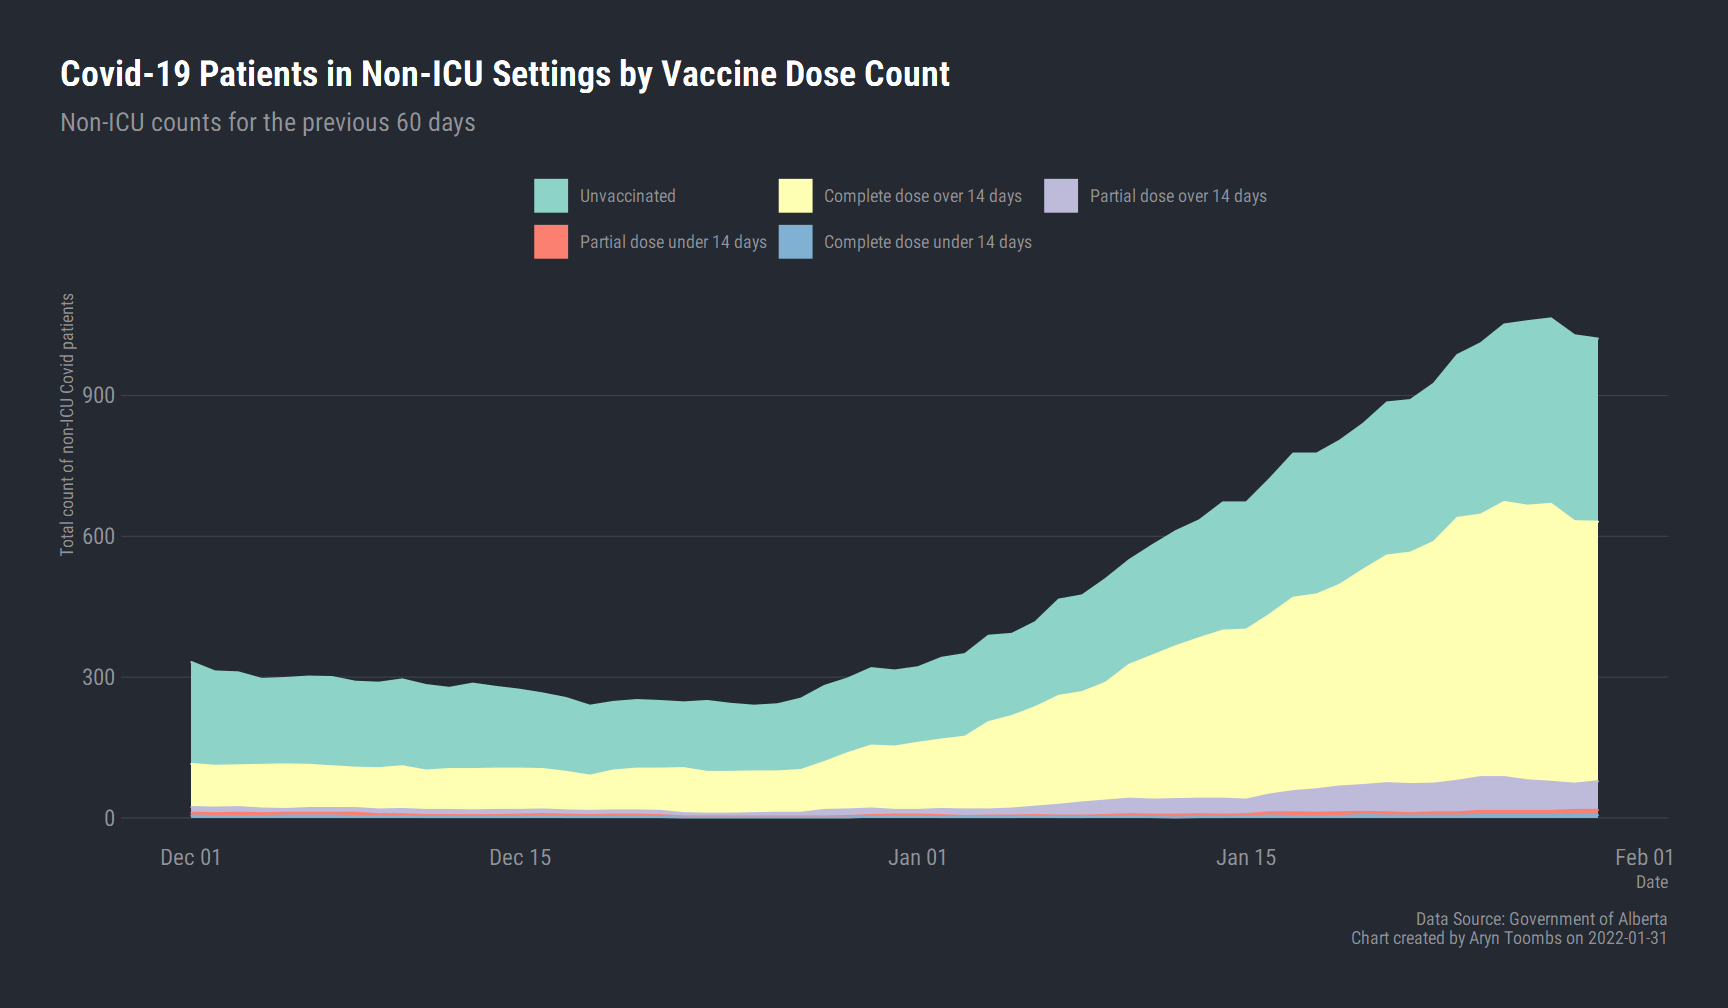 Covid-19 Patients in Non-ICU Settings by Vaccine Dose Count
Non-ICU counts for the previous 60 days
Unvaccinated
Complete dose over 14 days
Partial dose over 14 days
Partial dose under 14 days
Complete dose under 14 days
Total count of non-ICU Covid patients
900
600
300
0
Dec 01
Dec 15
Jan 01
Jan 15
Feb 01
Date
Data Source: Government of Alberta
Chart created by Aryn Toombs on 2022-01-31